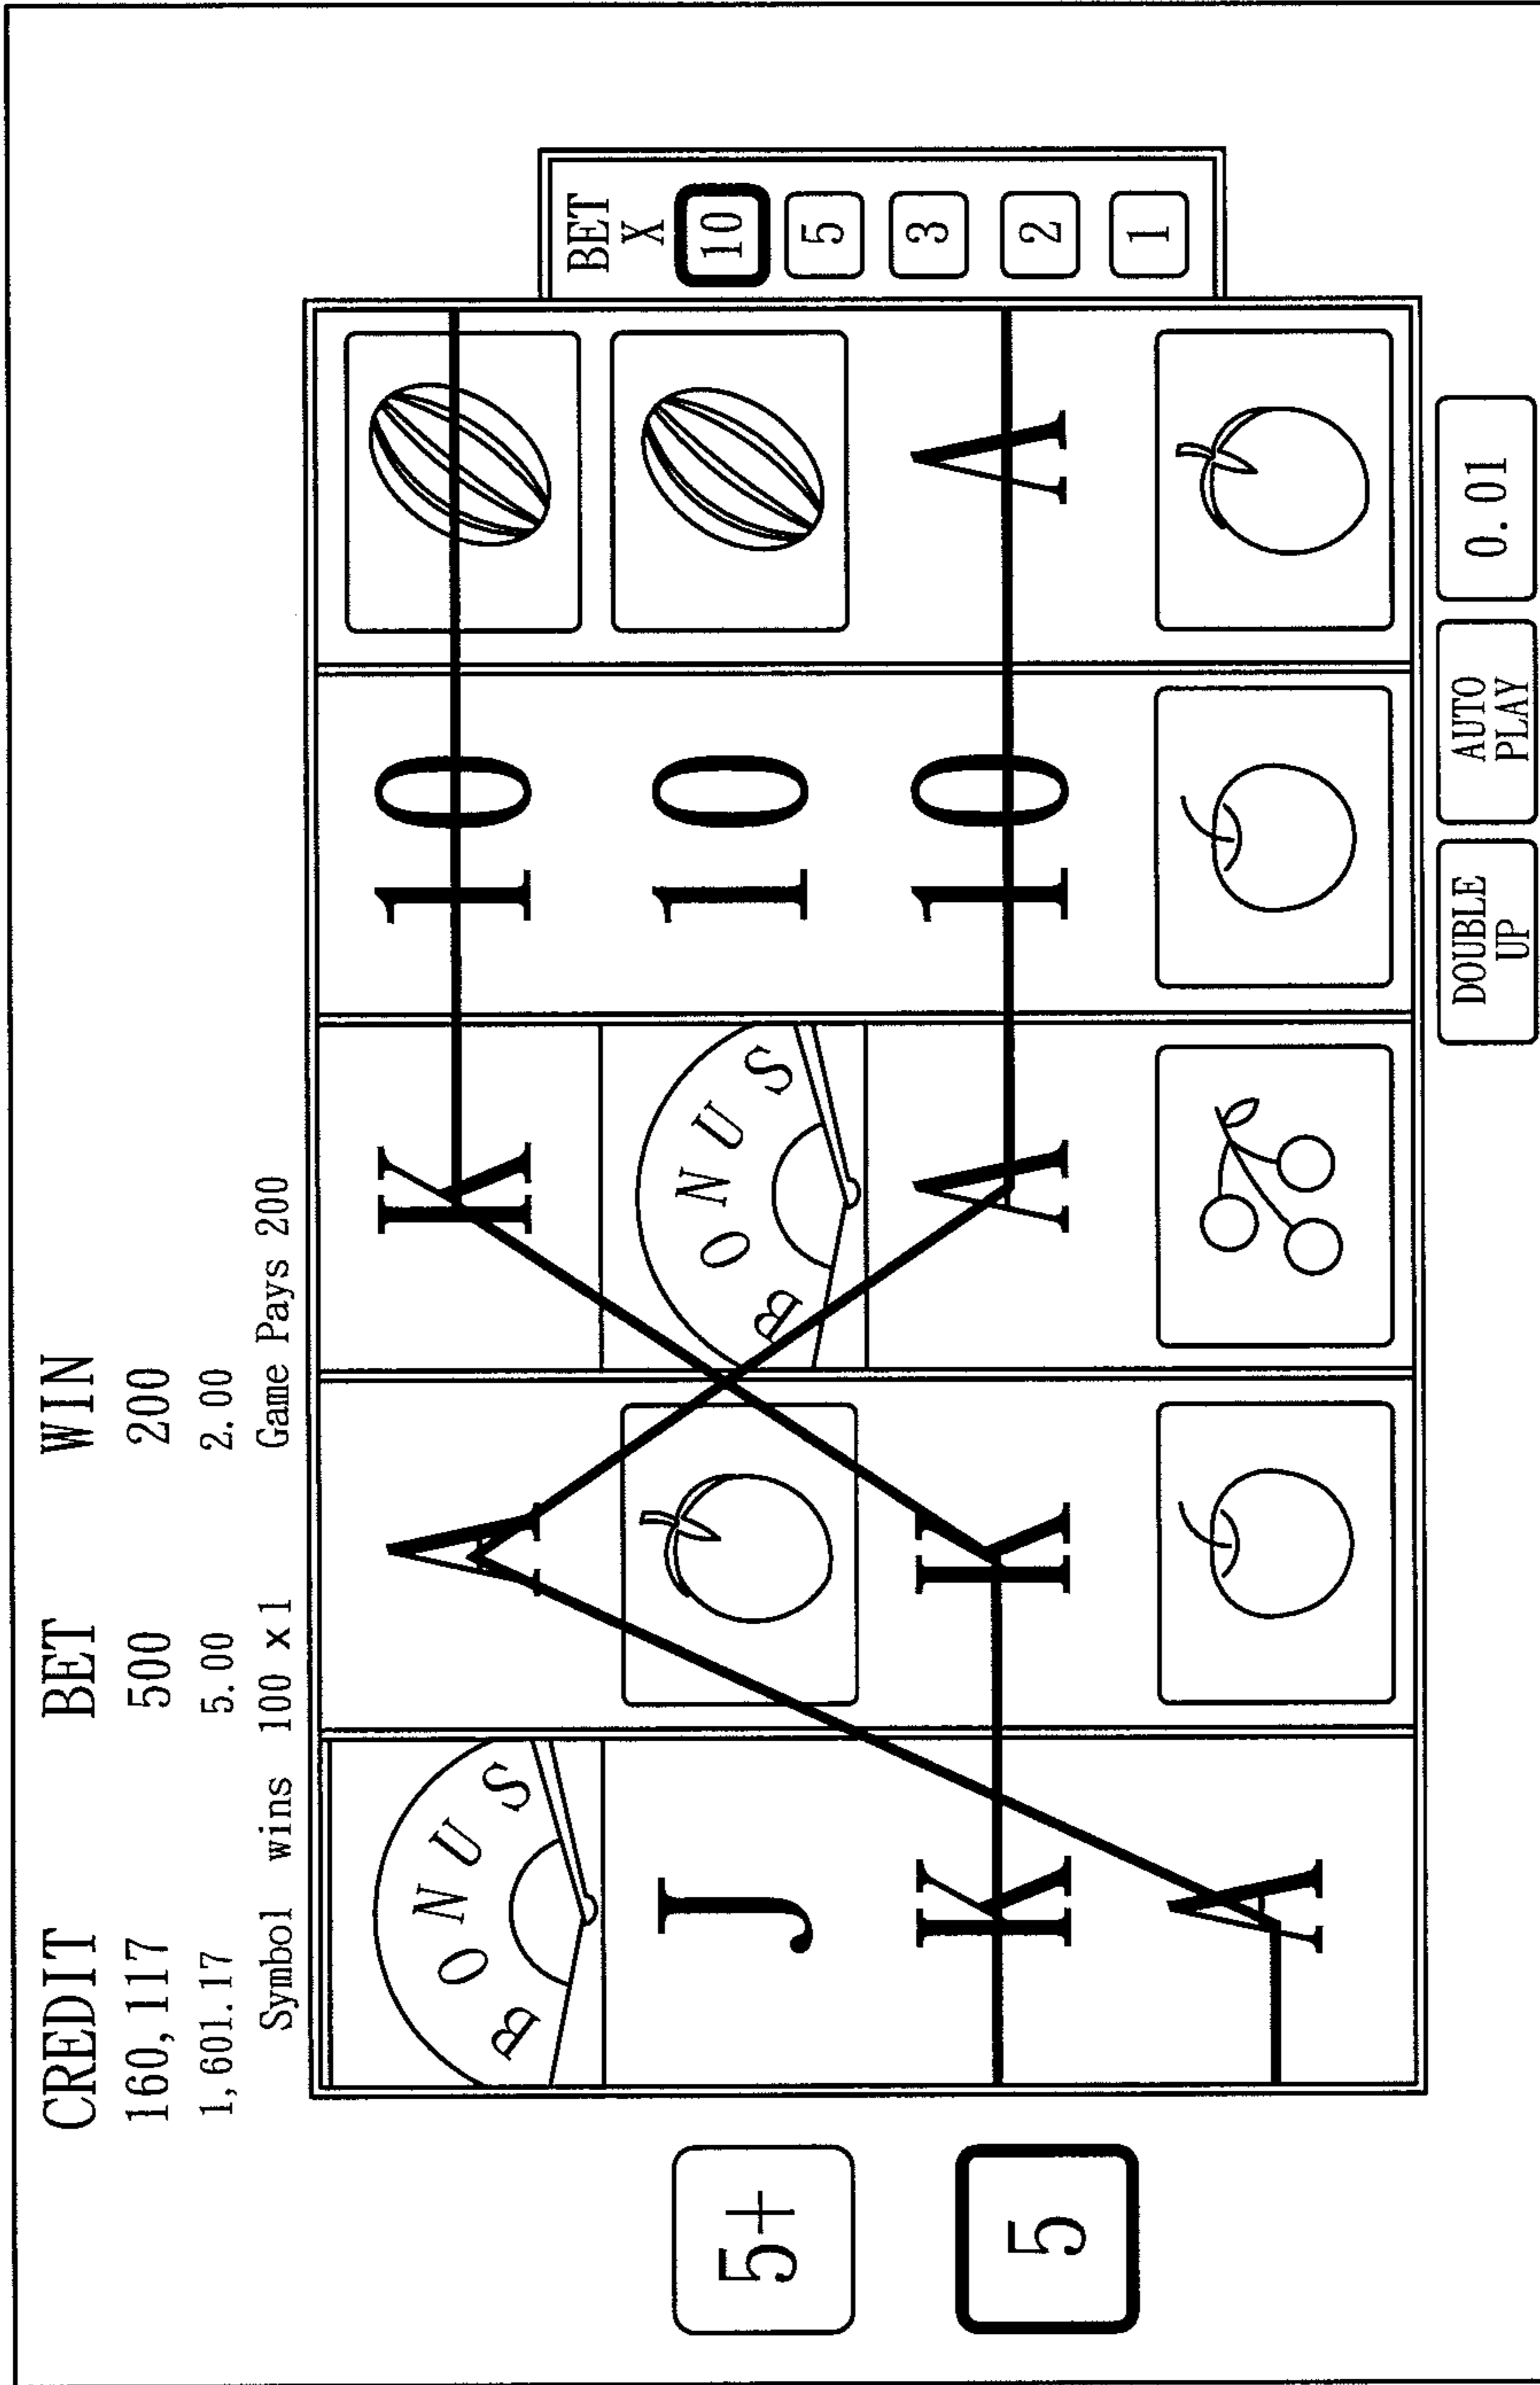 CREDIT BET WIN
160,117 500 200
1,601.17 5.00 2.00
Symbol wins 100 x 1 Game Pays 200
BONUS A K 10
5+ J BONUS 10
5 K K A 10 A
A
BET
X
10
5
3
2
1
DOUBLE
UP
AUTO
PLAY
0.01